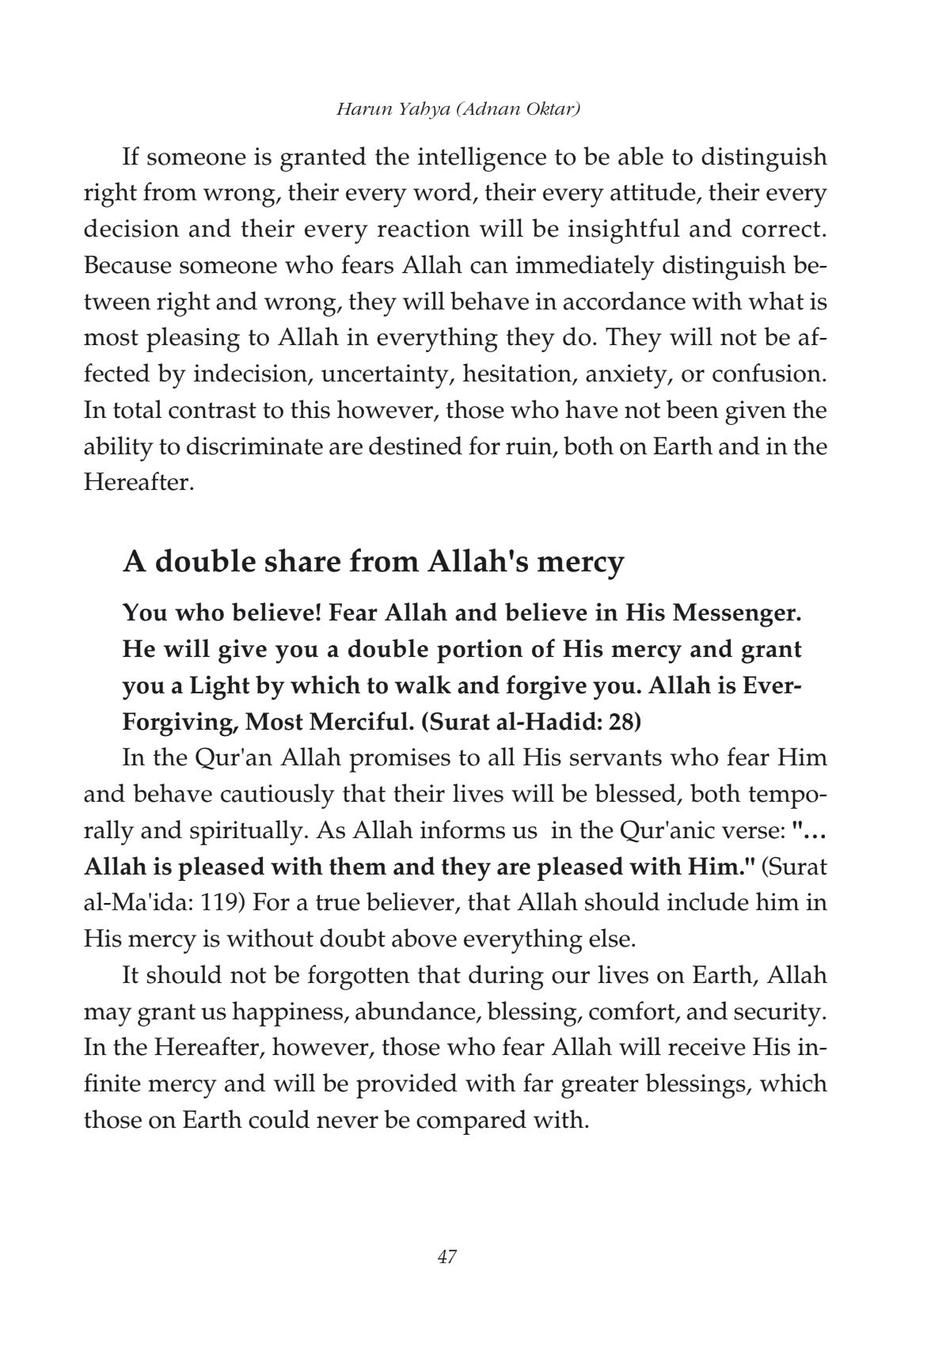 Harun Yahya (Adnan Oktar)
If someone is granted the intelligence to be able to distinguish
right from wrong, their every word, their every attitude, their every
decision and their every reaction will be insightful and correct.
Because someone who fears Allah can immediately distinguish be-
tween right and wrong, they will behave in accordance with what is
most pleasing to Allah in everything they do. They will not be af-
fected by indecision, uncertainty, hesitation, anxiety, or confusion.
In total contrast to this however, those who have not been given the
ability to discriminate are destined for ruin, both on Earth and in the
Hereafter.
A double share from Allah's mercy
You who believe! Fear Allah and believe in His Messenger.
He will give you a double portion of His mercy and grant
you a Light by which to walk and forgive you. Allah is Ever-
Forgiving, Most Merciful. (Surat al-Hadid: 28)
In the Qur'an Allah promises to all His servants who fear Him
and behave cautiously that their lives will be blessed, both tempo-
rally and spiritually. As Allah informs us  in the Qur'anic verse: "…
Allah is pleased with them and they are pleased with Him." (Surat
al-Ma'ida: 119) For a true believer, that Allah should include him in
His mercy is without doubt above everything else.
It should not be forgotten that during our lives on Earth, Allah
may grant us happiness, abundance, blessing, comfort, and security.
In the Hereafter, however, those who fear Allah will receive His in-
finite mercy and will be provided with far greater blessings, which
those on Earth could never be compared with.
47